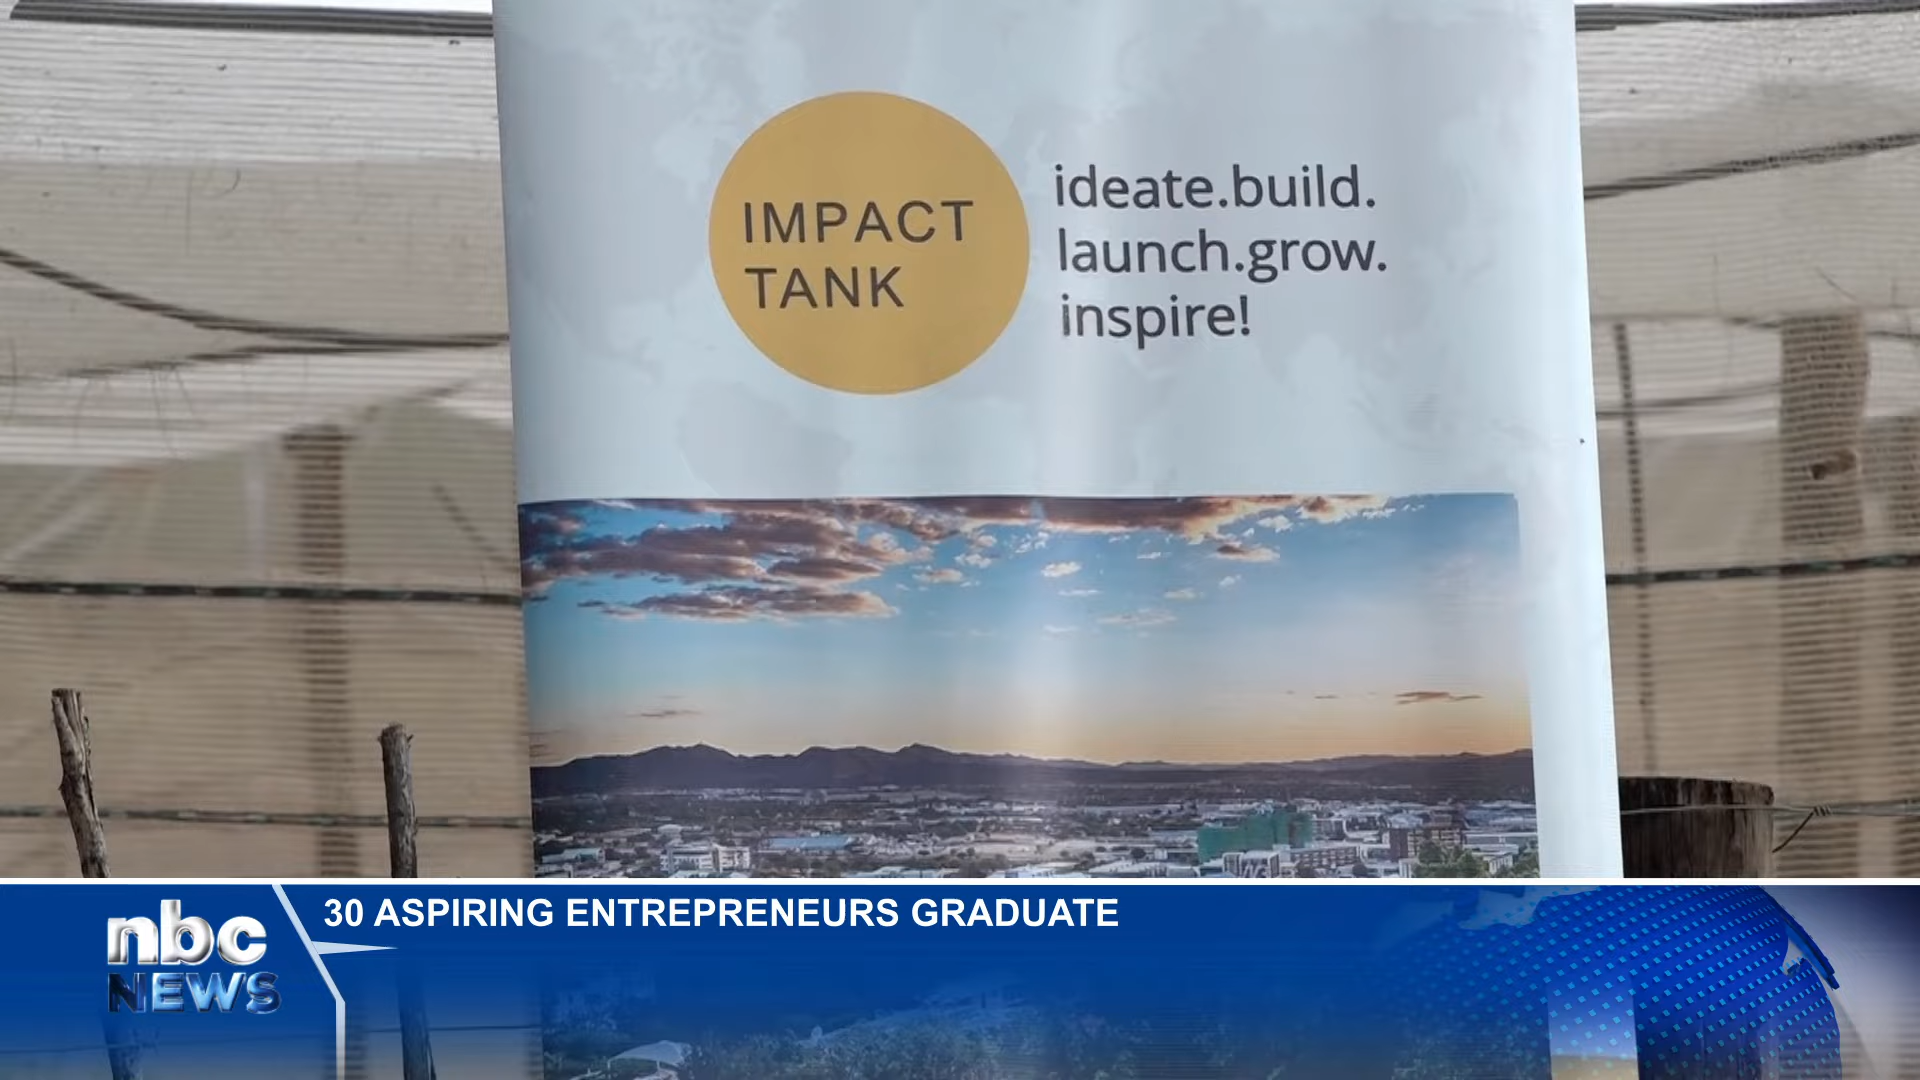 IMPACT
TANK
ideate.build.
launch.grow.
inspire!
30 ASPIRING ENTREPRENEURS GRADUATE
nbc
NEWS